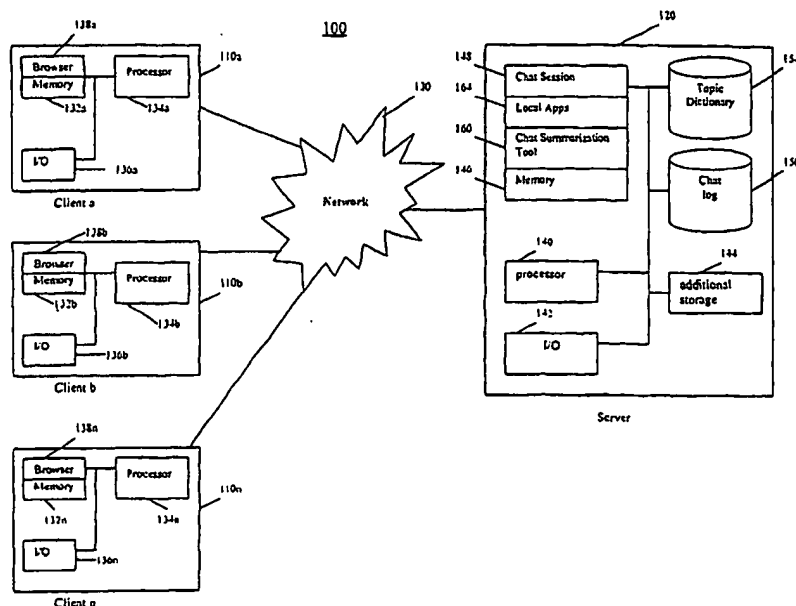 100
138a
Browser
Memory
132a
Processor
134a
110a
I/O
136a
Client a
138b
Browser
Memory
132b
Processor
134b
110b
I/O
136b
Client b
138n
Browser
Memory
132n
Processor
134n
110n
I/O
136n
Client n
130
Network
120
148
Chat Session
164
Local Apps
160
Chat Summarization
Tool
146
Memory
Topic
Dictionary
Chat
log
140
processor
142
I/O
144
additional
storage
Server